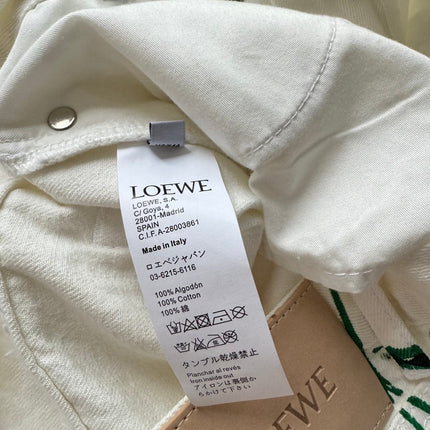 LOEWE
LOEWE, S.A.
C/ Goya, 4
28001-Madrid
SPAIN
C.I.F.A-28003861
Made in Italy
ロエベジャパン
03-6215-6116
100% Algodón
100% Cotton
100% 綿
タンブル乾燥禁止
Planchar al revés
Iron inside out
アイロンは裏側か
らかけて下さい
LOEWE